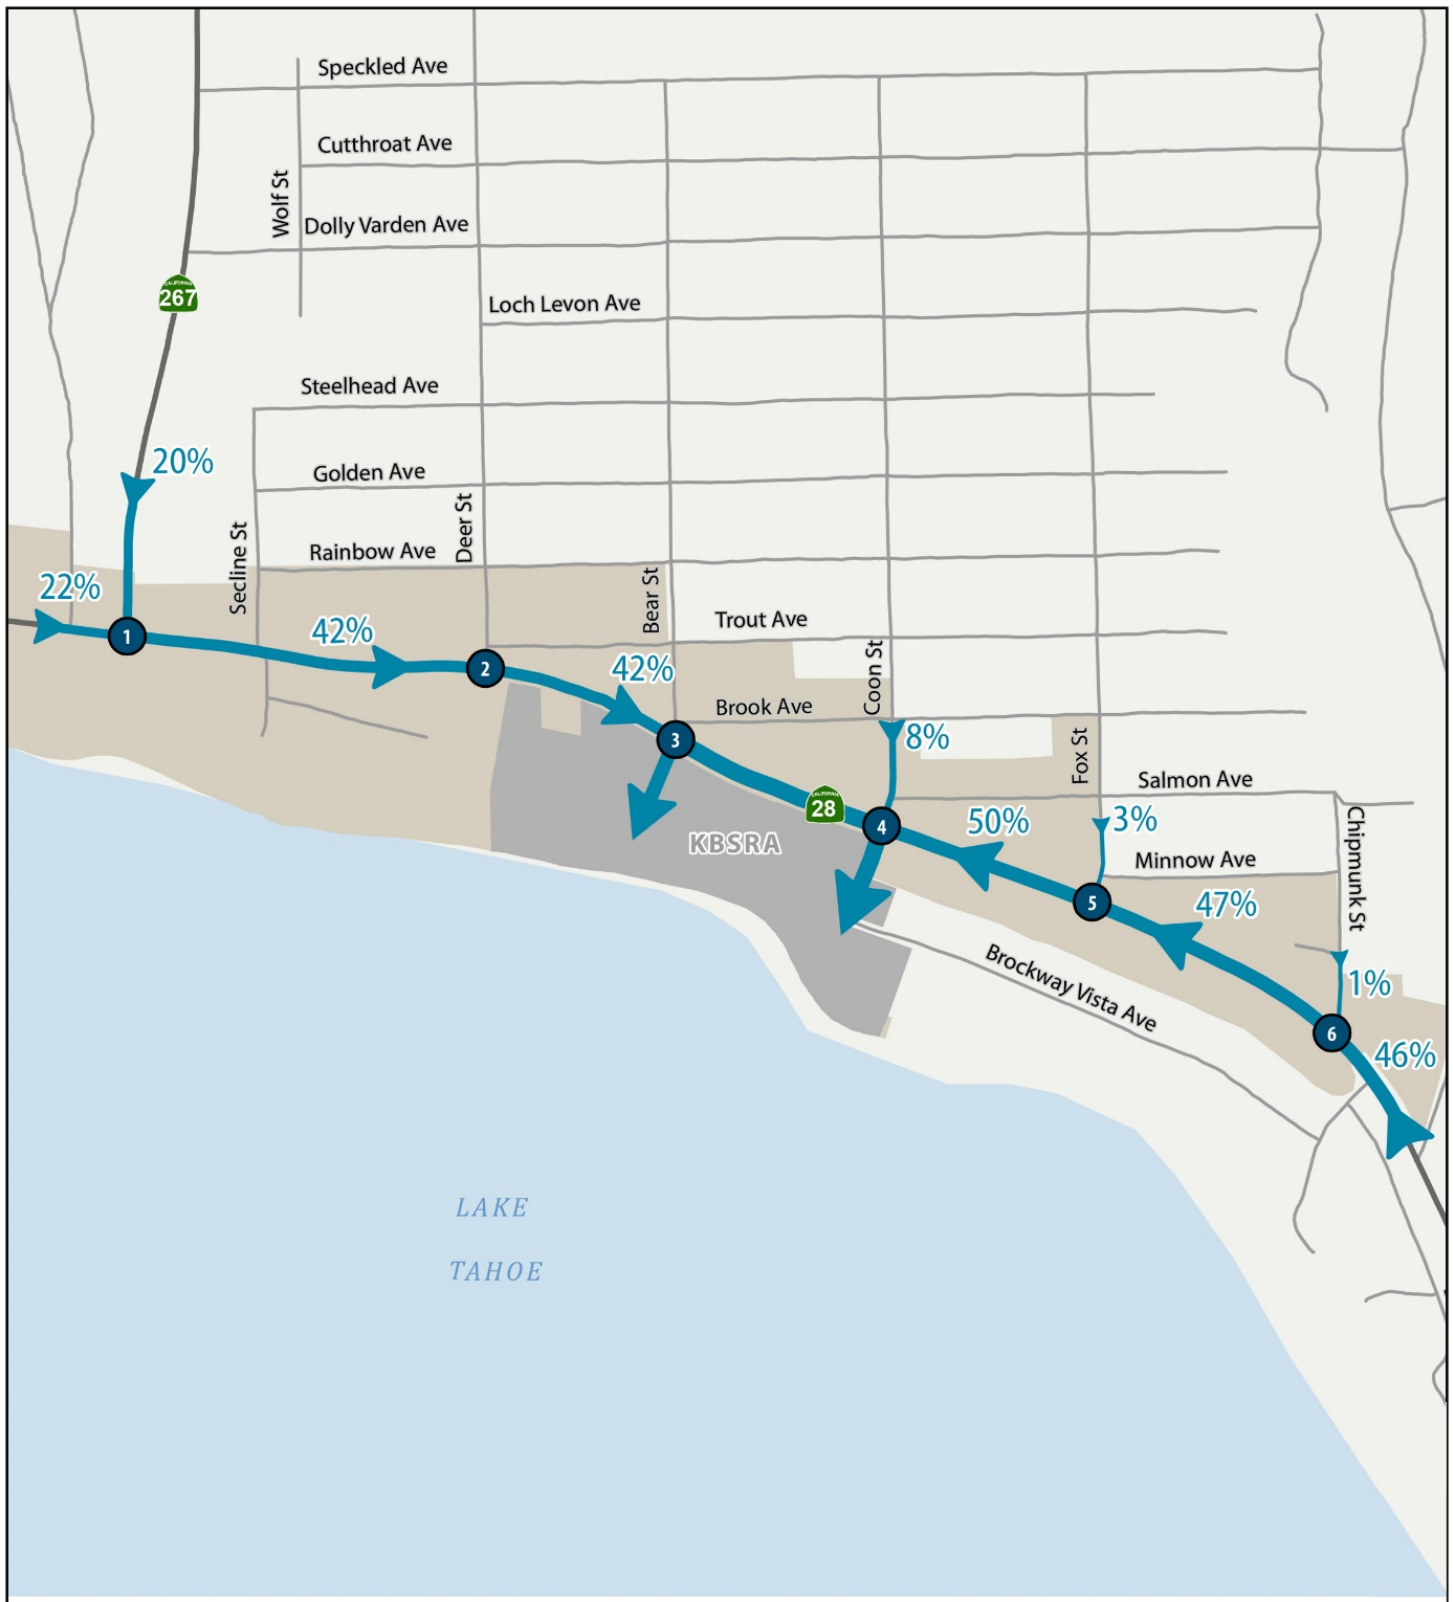 Speckled Ave
Cutthroat Ave
Wolf St
Dolly Varden Ave
CALIFORNIA
267
Loch Levon Ave
Steelhead Ave
20%
Golden Ave
Deer St
Secline St
Rainbow Ave
22%
Bear St
1
42%
Trout Ave
2
42%
Coon St
Brook Ave
3
8%
Fox St
Salmon Ave
CALIFORNIA
28
4
50%
3%
Chipmunk St
KBSRA
Minnow Ave
5
47%
Brockway Vista Ave
1%
6
46%
LAKE
TAHOE